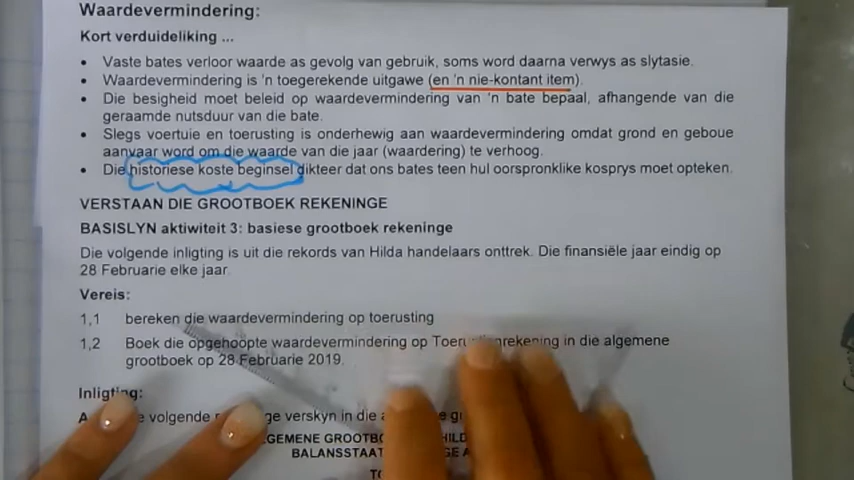 Waardevermindering:
Kort verduideliking ...
• Vaste bates verloor waarde as gevolg van gebruik, soms word daarna verwys as slytasie.
• Waardevermindering is 'n toegerekende uitgawe (en 'n nie-kontant item).
• Die besigheid moet beleid op waardevermindering van 'n bate bepaal, afhangende van die
geraamde nutsduur van die bate.
• Slegs voertuie en toerusting is onderhewig aan waardevermindering omdat grond en geboue
aanvaar word om die waarde van die jaar (waardering) te verhoog.
• Die historiese koste beginsel dikteer dat ons bates teen hul oorspronklike kosprys moet opteken.
VERSTAAN DIE GROOTBOEK REKENINGE
BASISLYN aktiwiteit 3: basiese grootboek rekeninge
Die volgende inligting is uit die rekords van Hilda handelaars onttrek. Die finansiële jaar eindig op
28 Februarie elke jaar.
Vereis:
1,1 bereken die waardevermindering op toerusting
1,2 Boek die opgehoopte waardevermindering op Toerustingrekening in die algemene
grootboek op 28 Februarie 2019.
Inligting:
volgende verskyn in die